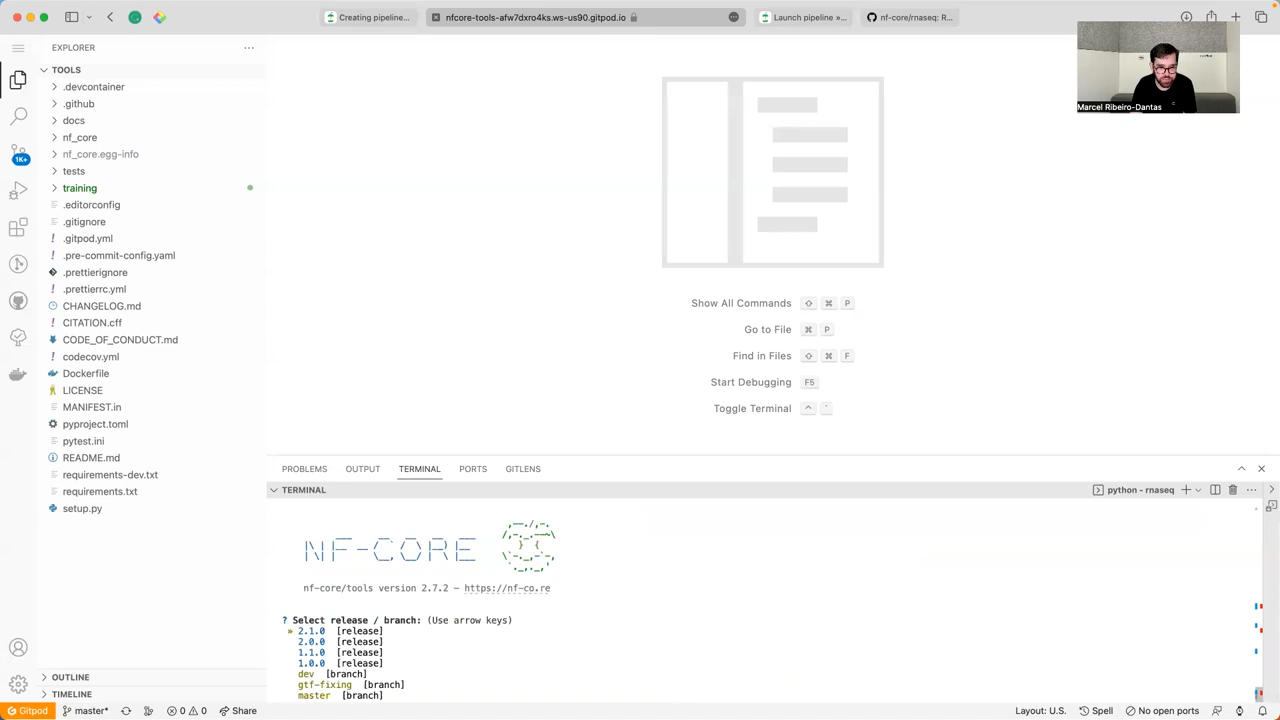 Creating pipeline...
nfcore-tools-afw7dxro4ks.ws-us90.gitpod.io
Launch pipeline »...
nf-core/rnaseq: R...
EXPLORER
TOOLS
.devcontainer
.github
docs
nf_core
nf_core.egg-info
tests
training
.editorconfig
.gitignore
.gitpod.yml
.pre-commit-config.yaml
.prettierignore
.prettierrc.yml
CHANGELOG.md
CITATION.cff
CODE_OF_CONDUCT.md
codecov.yml
Dockerfile
LICENSE
MANIFEST.in
pyproject.toml
pytest.ini
README.md
requirements-dev.txt
requirements.txt
setup.py
OUTLINE
TIMELINE
1K+
Marcel Ribeiro-Dantas
Show All Commands ⇧ ⌘ P
Go to File ⌘ P
Find in Files ⇧ ⌘ F
Start Debugging F5
Toggle Terminal ^ `
PROBLEMS OUTPUT TERMINAL PORTS GITLENS
TERMINAL
python - rnaseq
NF-CORE
nf-core/tools version 2.7.2 - https://nf-co.re
? Select release / branch: (Use arrow keys)
» 2.1.0 [release]
2.0.0 [release]
1.1.0 [release]
1.0.0 [release]
dev [branch]
gtf-fixing [branch]
master [branch]
Gitpod master* 0 0 Share
Layout: U.S. Spell No open ports